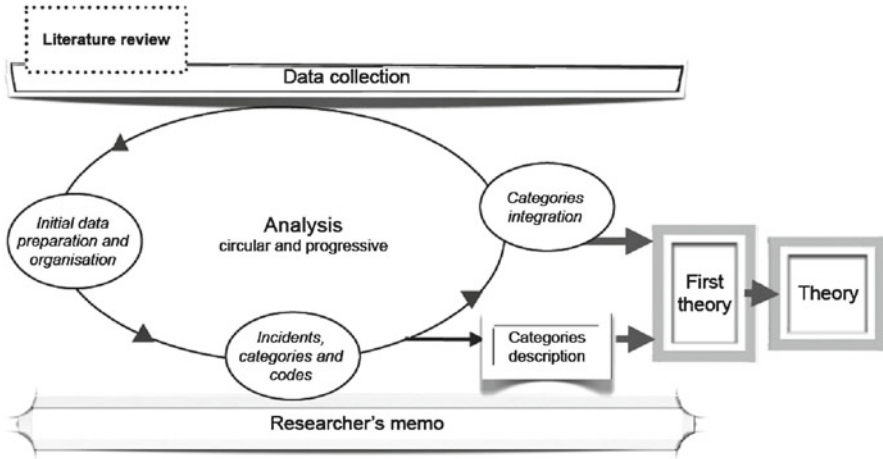 Literature review
Data collection
Categories
integration
Initial data
preparation and
organisation
Analysis
circular and progressive
First
theory
Theory
Incidents,
categories and
codes
Categories
description
Researcher's memo